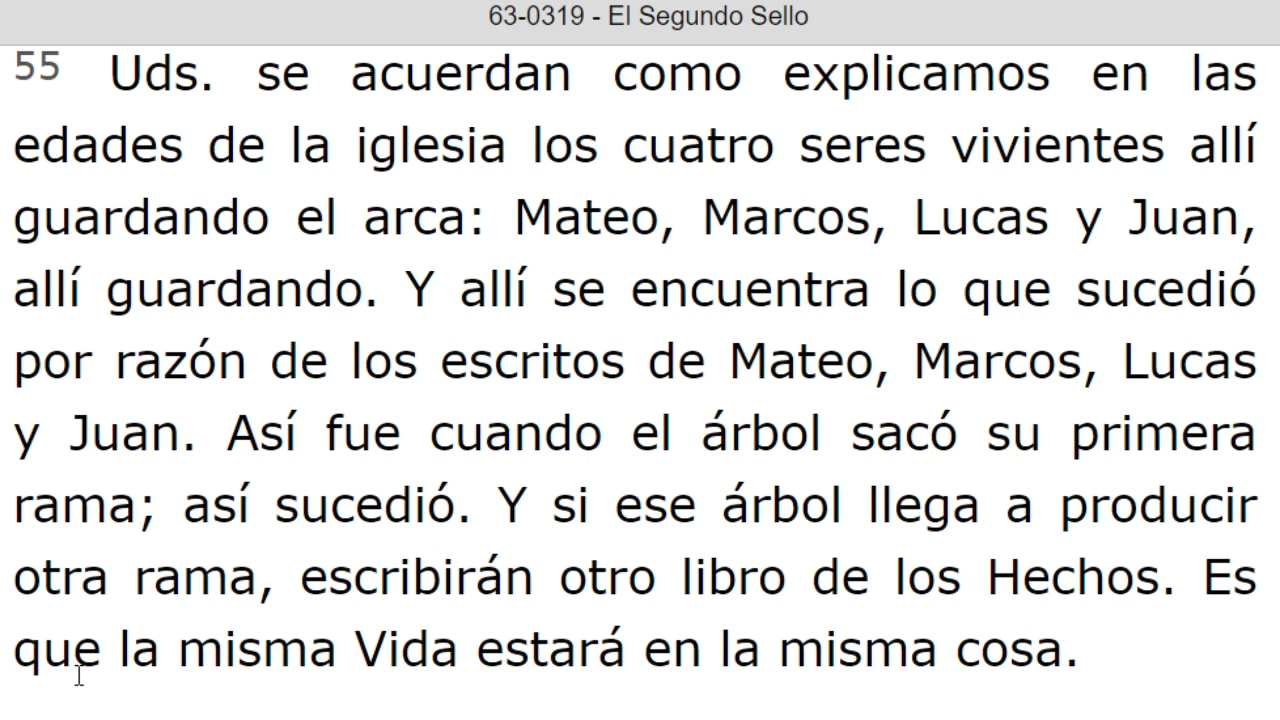 63-0319 - El Segundo Sello
55 Uds. se acuerdan como explicamos en las
edades de la iglesia los cuatro seres vivientes allí
guardando el arca: Mateo, Marcos, Lucas y Juan,
allí guardando. Y allí se encuentra lo que sucedió
por razón de los escritos de Mateo, Marcos, Lucas
y Juan. Así fue cuando el árbol sacó su primera
rama; así sucedió. Y si ese árbol llega a producir
otra rama, escribirán otro libro de los Hechos. Es
que la misma Vida estará en la misma cosa.